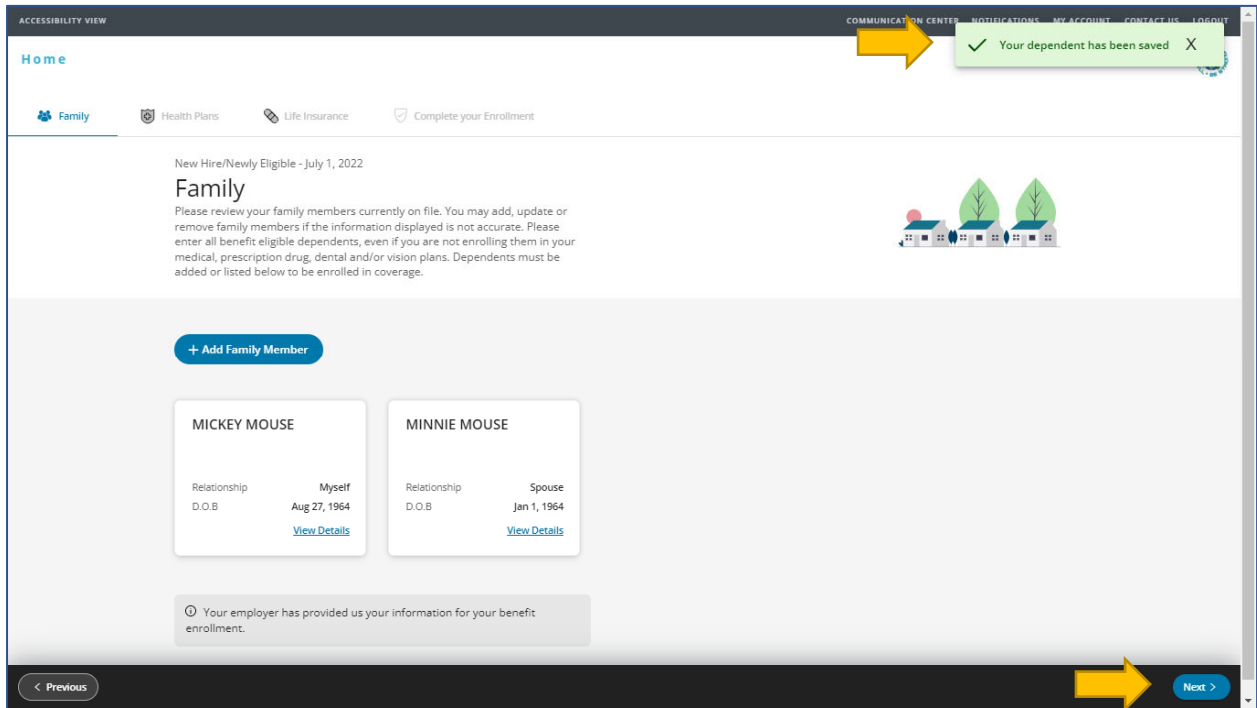 ACCESSIBILITY VIEW
COMMUNICATION CENTER NOTIFICATIONS MY ACCOUNT CONTACT US LOGOUT
Your dependent has been saved X
Home
Family Health Plans Life Insurance Complete your Enrollment
New Hire/Newly Eligible - July 1, 2022
Family
Please review your family members currently on file. You may add, update or
remove family members if the information displayed is not accurate. Please
enter all benefit eligible dependents, even if you are not enrolling them in your
medical, prescription drug, dental and/or vision plans. Dependents must be
added or listed below to be enrolled in coverage.
+ Add Family Member
MICKEY MOUSE
Relationship Myself
D.O.B Aug 27, 1964
View Details
MINNIE MOUSE
Relationship Spouse
D.O.B Jan 1, 1964
View Details
Your employer has provided us your information for your benefit
enrollment.
< Previous
Next >